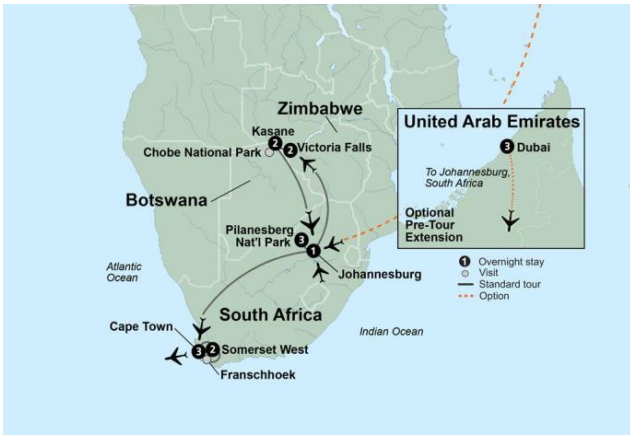 Zimbabwe
Kasane
2
2
Victoria Falls
Chobe National Park
Botswana
Pilanesberg
Nat'l Park
3
1
Johannesburg
Atlantic
Ocean
South Africa
Cape Town
3
2
Somerset West
Franschhoek
Indian Ocean
United Arab Emirates
3
Dubai
To Johannesburg,
South Africa
Optional
Pre-Tour
Extension
1 Overnight stay
Visit
Standard tour
Option